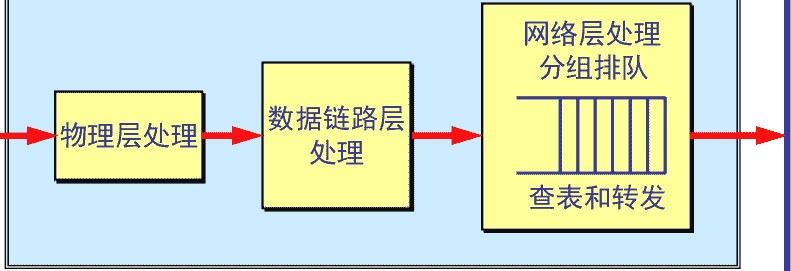 物理层处理
数据链路层
处理
网络层处理
分组排队
查表和转发